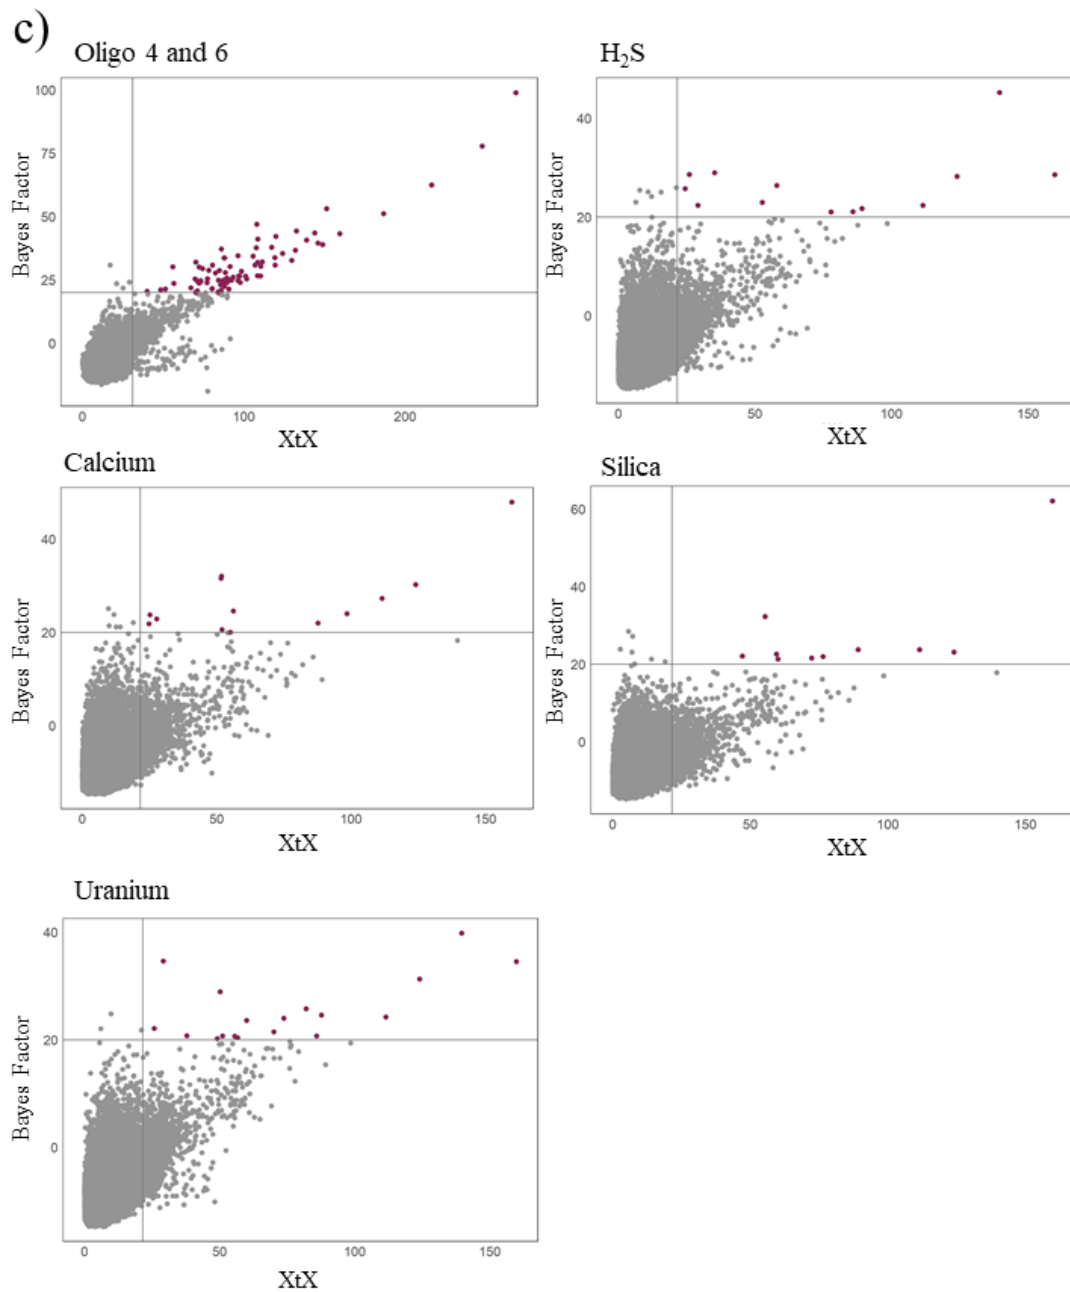 c)
Oligo 4 and 6
100
75
50
25
0
Bayes Factor
0 100 200
XtX
H₂S
40
20
0
Bayes Factor
0 50 100 150
XtX
Calcium
40
20
0
Bayes Factor
0 50 100 150
XtX
Silica
60
40
20
0
Bayes Factor
0 50 100 150
XtX
Uranium
40
20
0
Bayes Factor
0 50 100 150
XtX